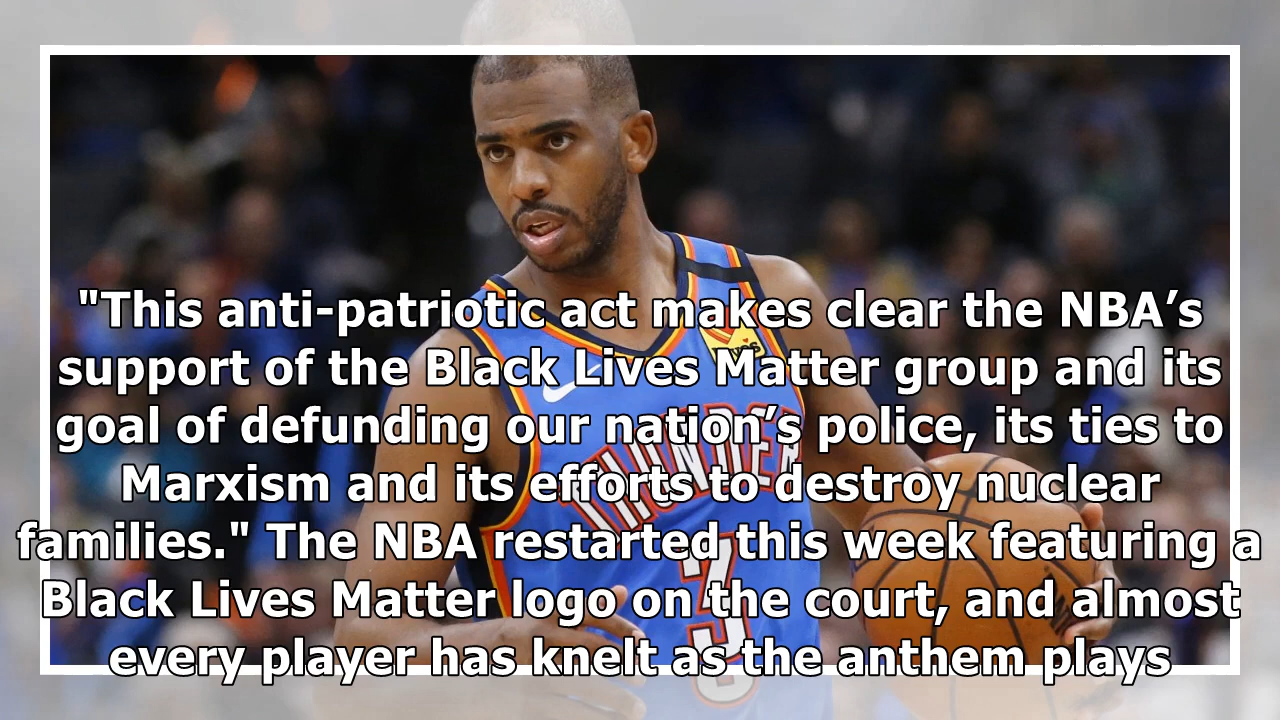 "This anti-patriotic act makes clear the NBA’s
support of the Black Lives Matter group and its
goal of defunding our nation’s police, its ties to
Marxism and its efforts to destroy nuclear
families." The NBA restarted this week featuring a
Black Lives Matter logo on the court, and almost
every player has knelt as the anthem plays
THUNDER
3